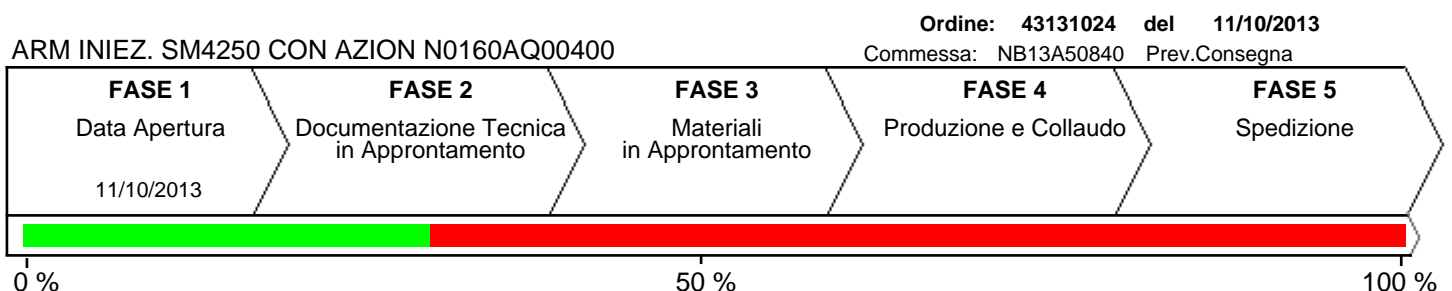 Ordine: 43131024 del 11/10/2013
ARM INIEZ. SM4250 CON AZION N0160AQ00400
Commessa: NB13A50840 Prev.Consegna
FASE 1
Data Apertura
11/10/2013
FASE 2
Documentazione Tecnica
in Approntamento
FASE 3
Materiali
in Approntamento
FASE 4
Produzione e Collaudo
FASE 5
Spedizione
0 %
50 %
100 %